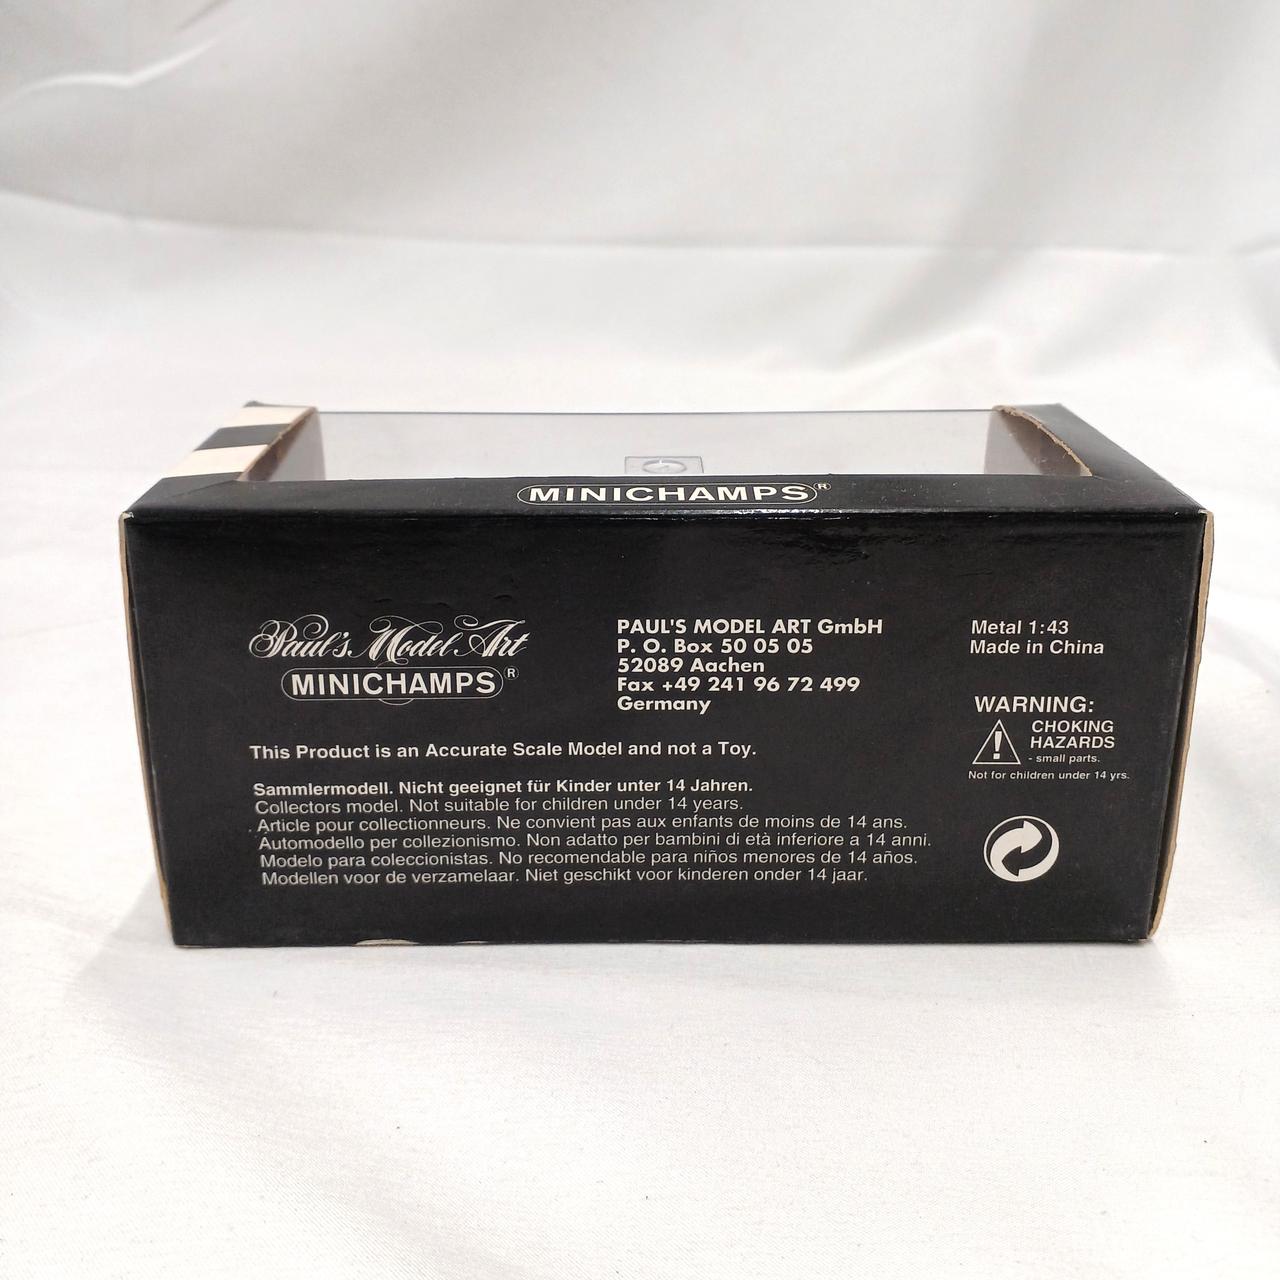 MINICHAMPS®
Paul's Model Art
MINICHAMPS®
PAUL'S MODEL ART GmbH
P. O. Box 50 05 05
52089 Aachen
Fax +49 241 96 72 499
Germany
Metal 1:43
Made in China
WARNING:
CHOKING
HAZARDS
- small parts.
Not for children under 14 yrs.
This Product is an Accurate Scale Model and not a Toy.
Sammlermodell. Nicht geeignet für Kinder unter 14 Jahren.
Collectors model. Not suitable for children under 14 years.
Article pour collectionneurs. Ne convient pas aux enfants de moins de 14 ans.
Automodello per collezionismo. Non adatto per bambini di età inferiore a 14 anni.
Modelo para coleccionistas. No recomendable para niños menores de 14 años.
Modellen voor de verzamelaar. Niet geschikt voor kinderen onder 14 jaar.